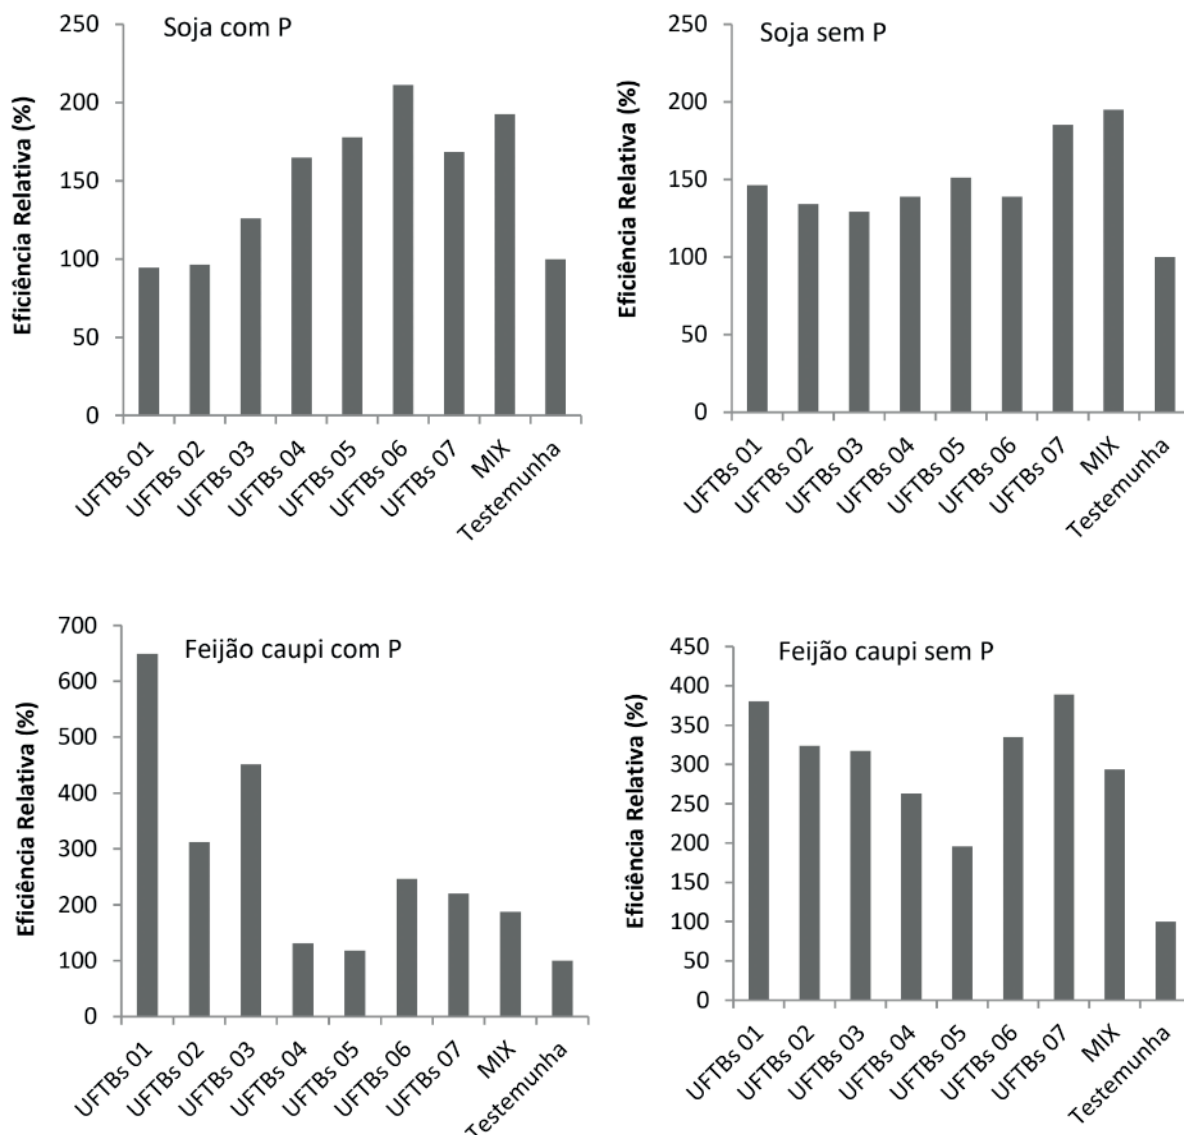 Soja com P
Eficiência Relativa (%)
250
200
150
100
50
0
UFTBs 01
UFTBs 02
UFTBs 03
UFTBs 04
UFTBs 05
UFTBs 06
UFTBs 07
MIX
Testemunha
Soja sem P
Eficiência Relativa (%)
250
200
150
100
50
0
UFTBs 01
UFTBs 02
UFTBs 03
UFTBs 04
UFTBs 05
UFTBs 06
UFTBs 07
MIX
Testemunha
Feijão caupi com P
Eficiência Relativa (%)
700
600
500
400
300
200
100
0
UFTBs 01
UFTBs 02
UFTBs 03
UFTBs 04
UFTBs 05
UFTBs 06
UFTBs 07
MIX
Testemunha
Feijão caupi sem P
Eficiência Relativa (%)
450
400
350
300
250
200
150
100
50
0
UFTBs 01
UFTBs 02
UFTBs 03
UFTBs 04
UFTBs 05
UFTBs 06
UFTBs 07
MIX
Testemunha